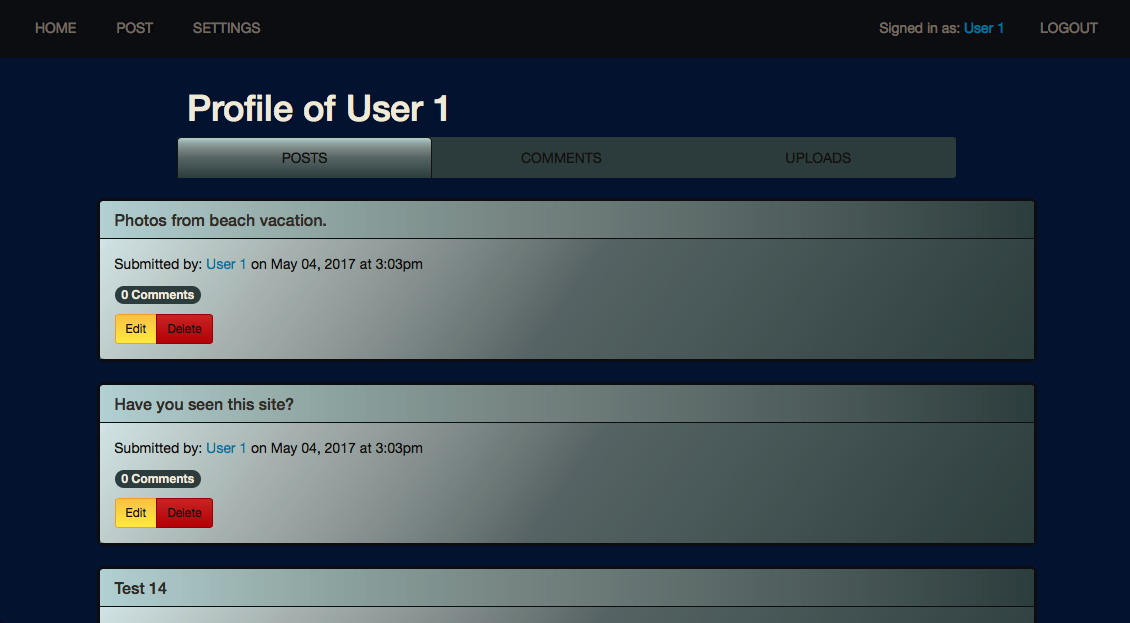 HOME POST SETTINGS Signed in as: User 1 LOGOUT
Profile of User 1
POSTS COMMENTS UPLOADS
Photos from beach vacation.
Submitted by: User 1 on May 04, 2017 at 3:03pm
0 Comments
Edit Delete
Have you seen this site?
Submitted by: User 1 on May 04, 2017 at 3:03pm
0 Comments
Edit Delete
Test 14